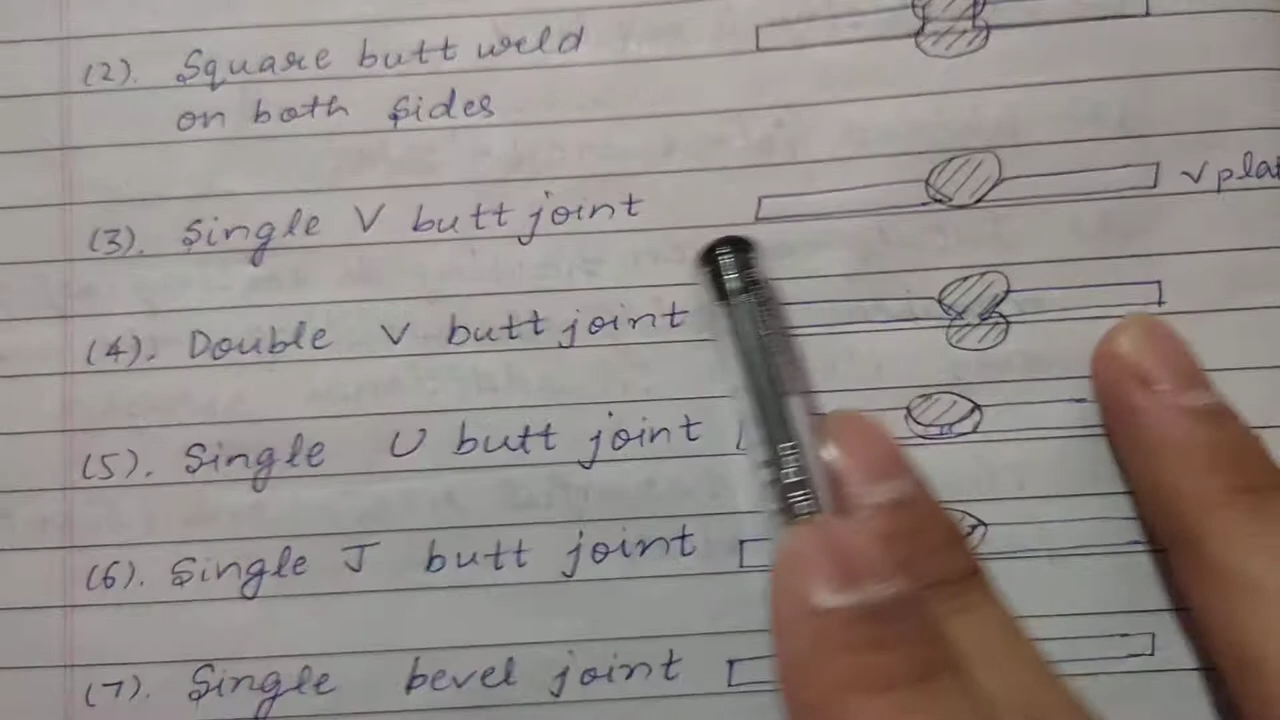 (2). Square butt weld
on both sides
(3). Single V butt joint
V pla
(4). Double V butt joint
(5). Single U butt joint
(6). Single J butt joint
(7). Single bevel joint